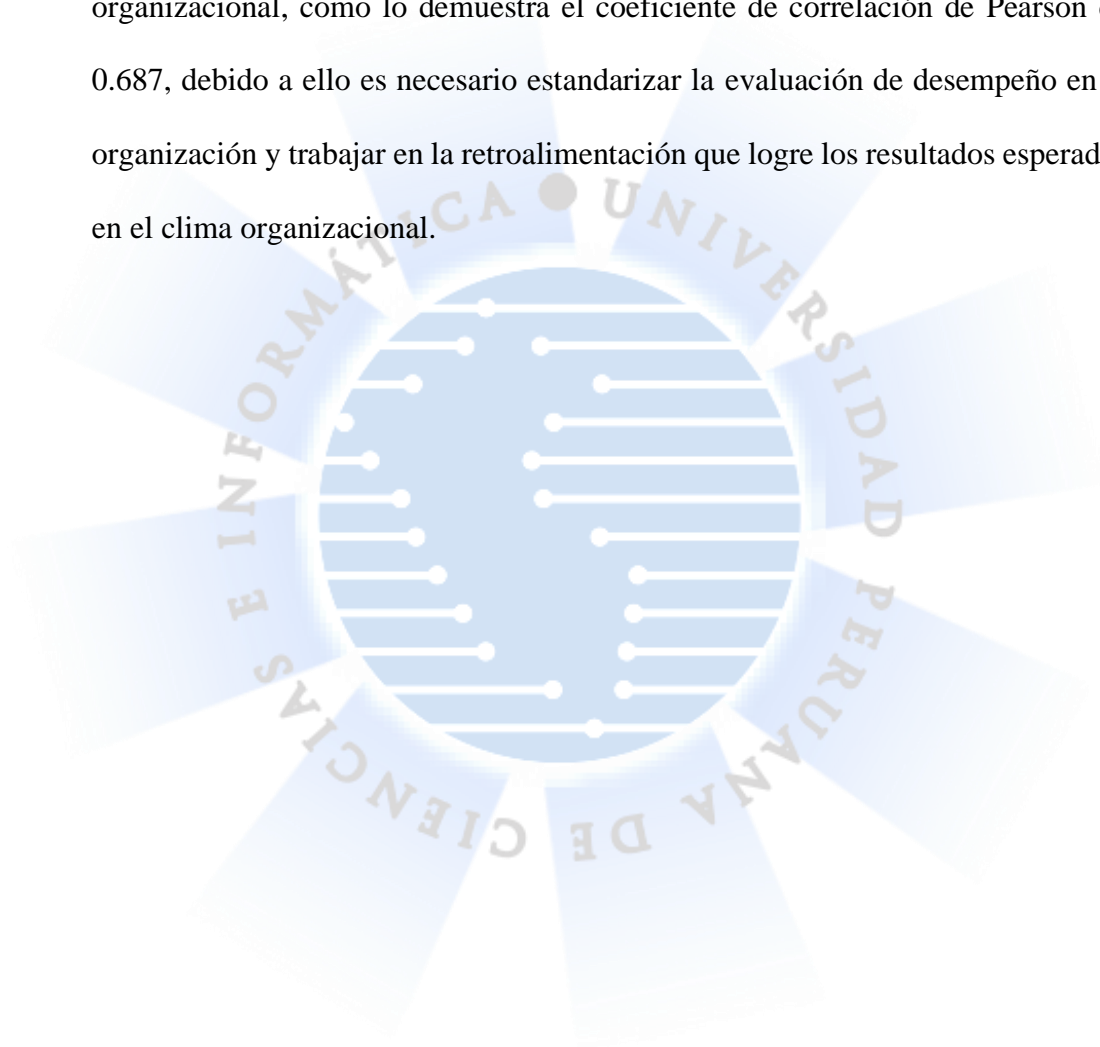 organizacional, como lo demuestra el coeficiente de correlación de Pearson
0.687, debido a ello es necesario estandarizar la evaluación de desempeño en
organización y trabajar en la retroalimentación que logre los resultados
en el clima organizacional.
UNIVERSIDAD PERUANA DE CIENCIAS E INFORMÁTICA